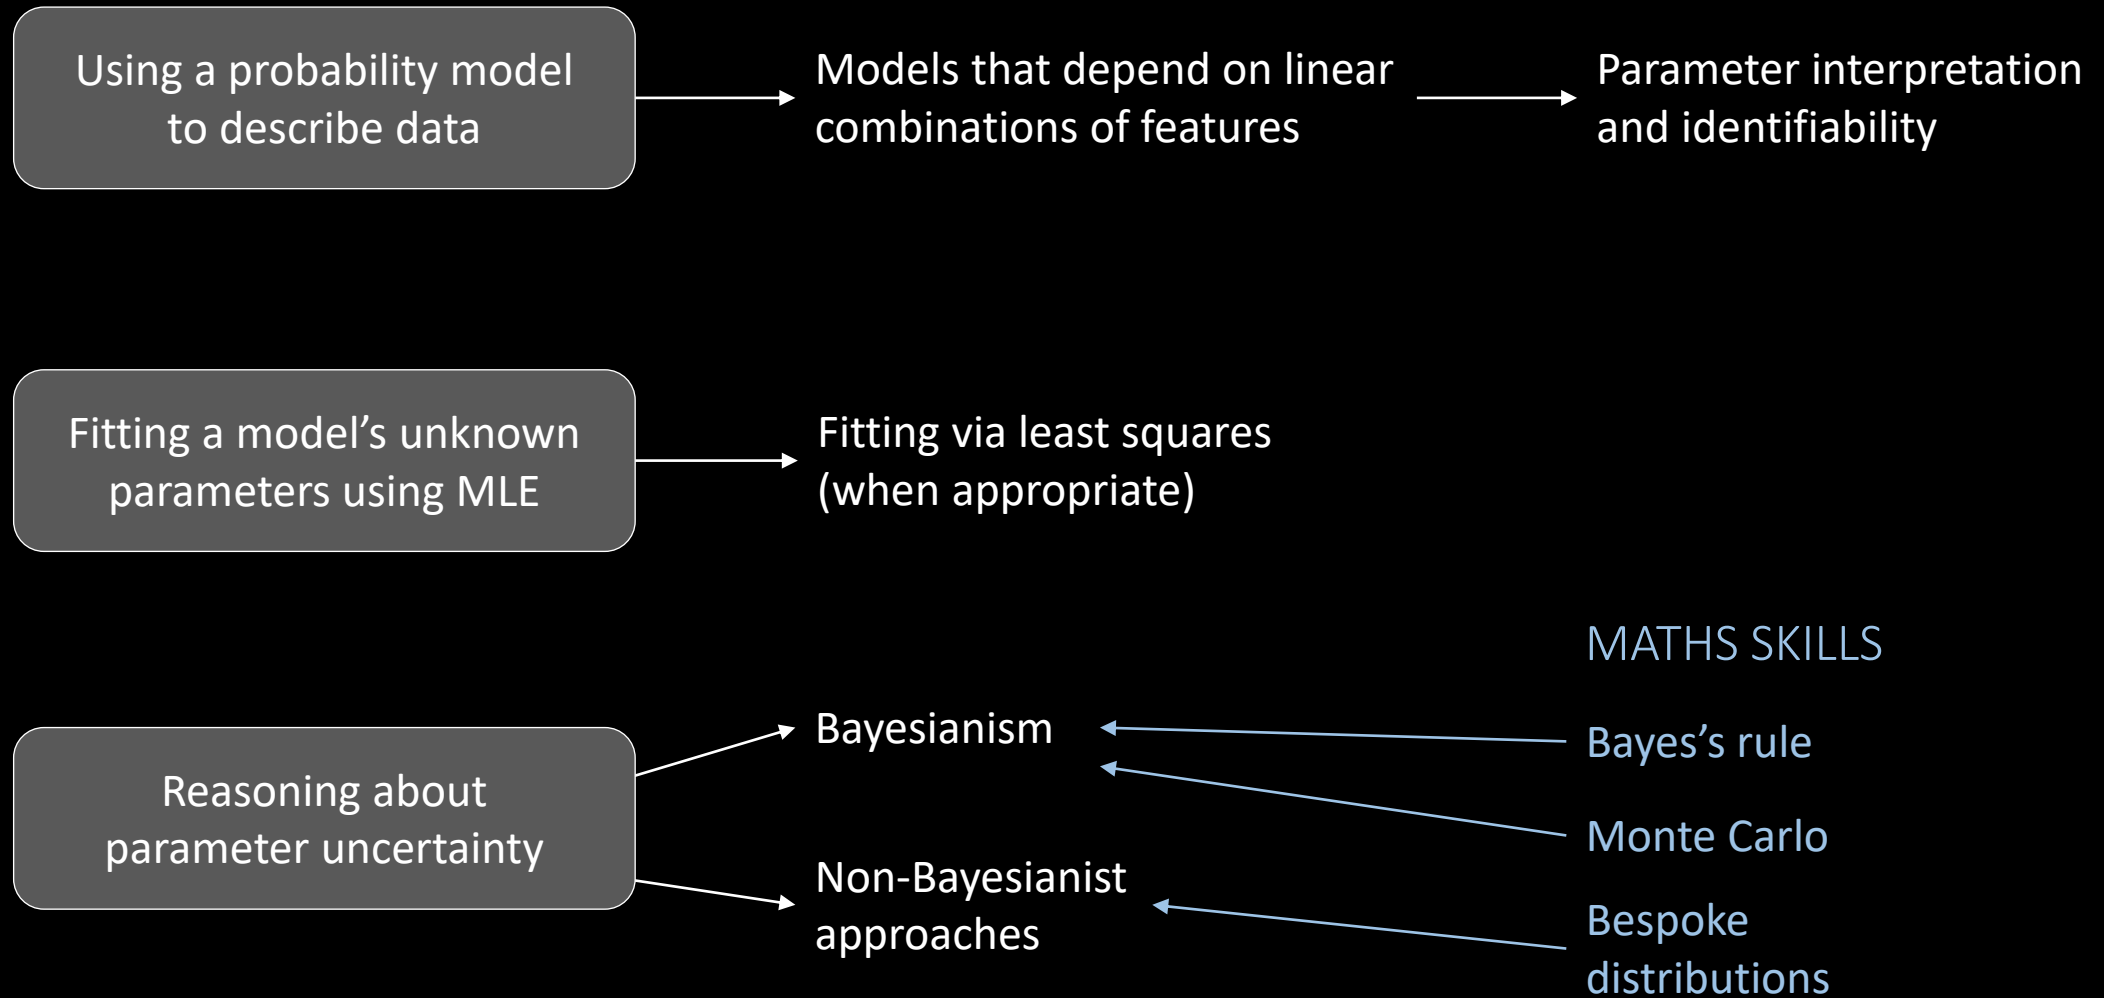 Using a probability model
to describe data
Models that depend on linear
combinations of features
Parameter interpretation
and identifiability
Fitting a model’s unknown
parameters using MLE
Fitting via least squares
(when appropriate)
Reasoning about
parameter uncertainty
Bayesianism
Non-Bayesianist
approaches
MATHS SKILLS
Bayes’s rule
Monte Carlo
Bespoke
distributions